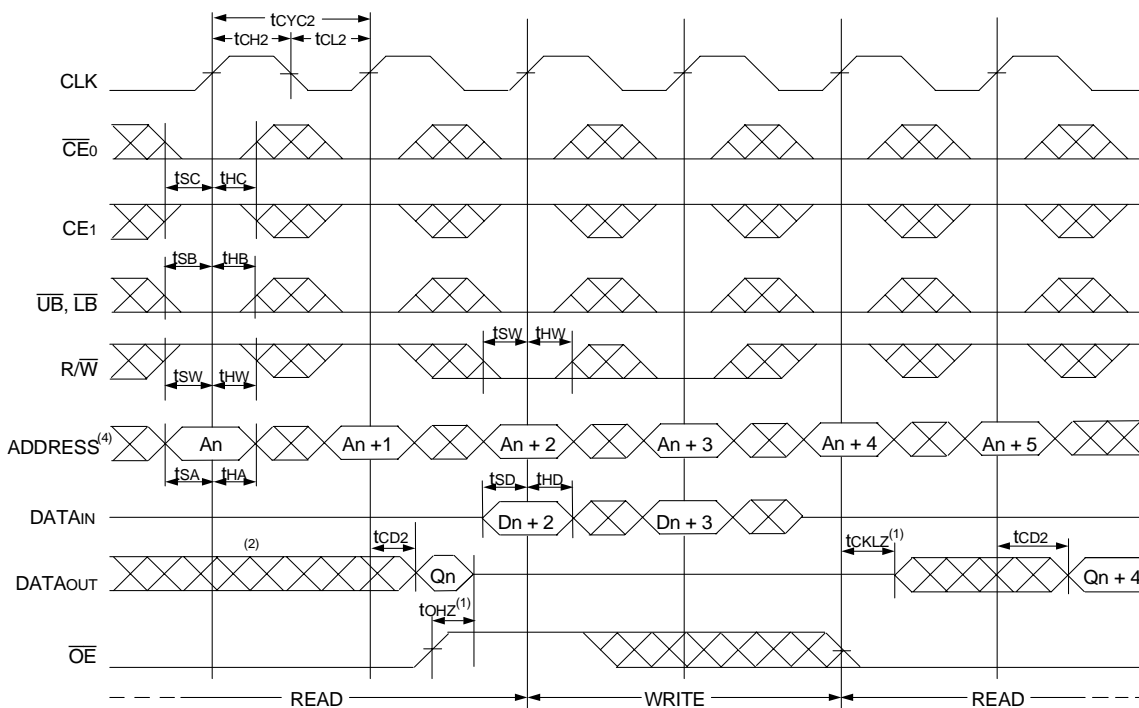 tCYC2
tCH2 tCL2
CLK
CE0
tSC tHC
CE1
tSB tHB
UB, LB
tSW tHW
R/W
tSW tHW
ADDRESS(4) An An + 1 An + 2 An + 3 An + 4 An + 5
tSA tHA tSD tHD
DATAIN Dn + 2 Dn + 3
(2) tCD2 tCKLZ(1) tCD2
DATAOUT Qn Qn + 4
tOHZ(1)
OE
READ WRITE READ